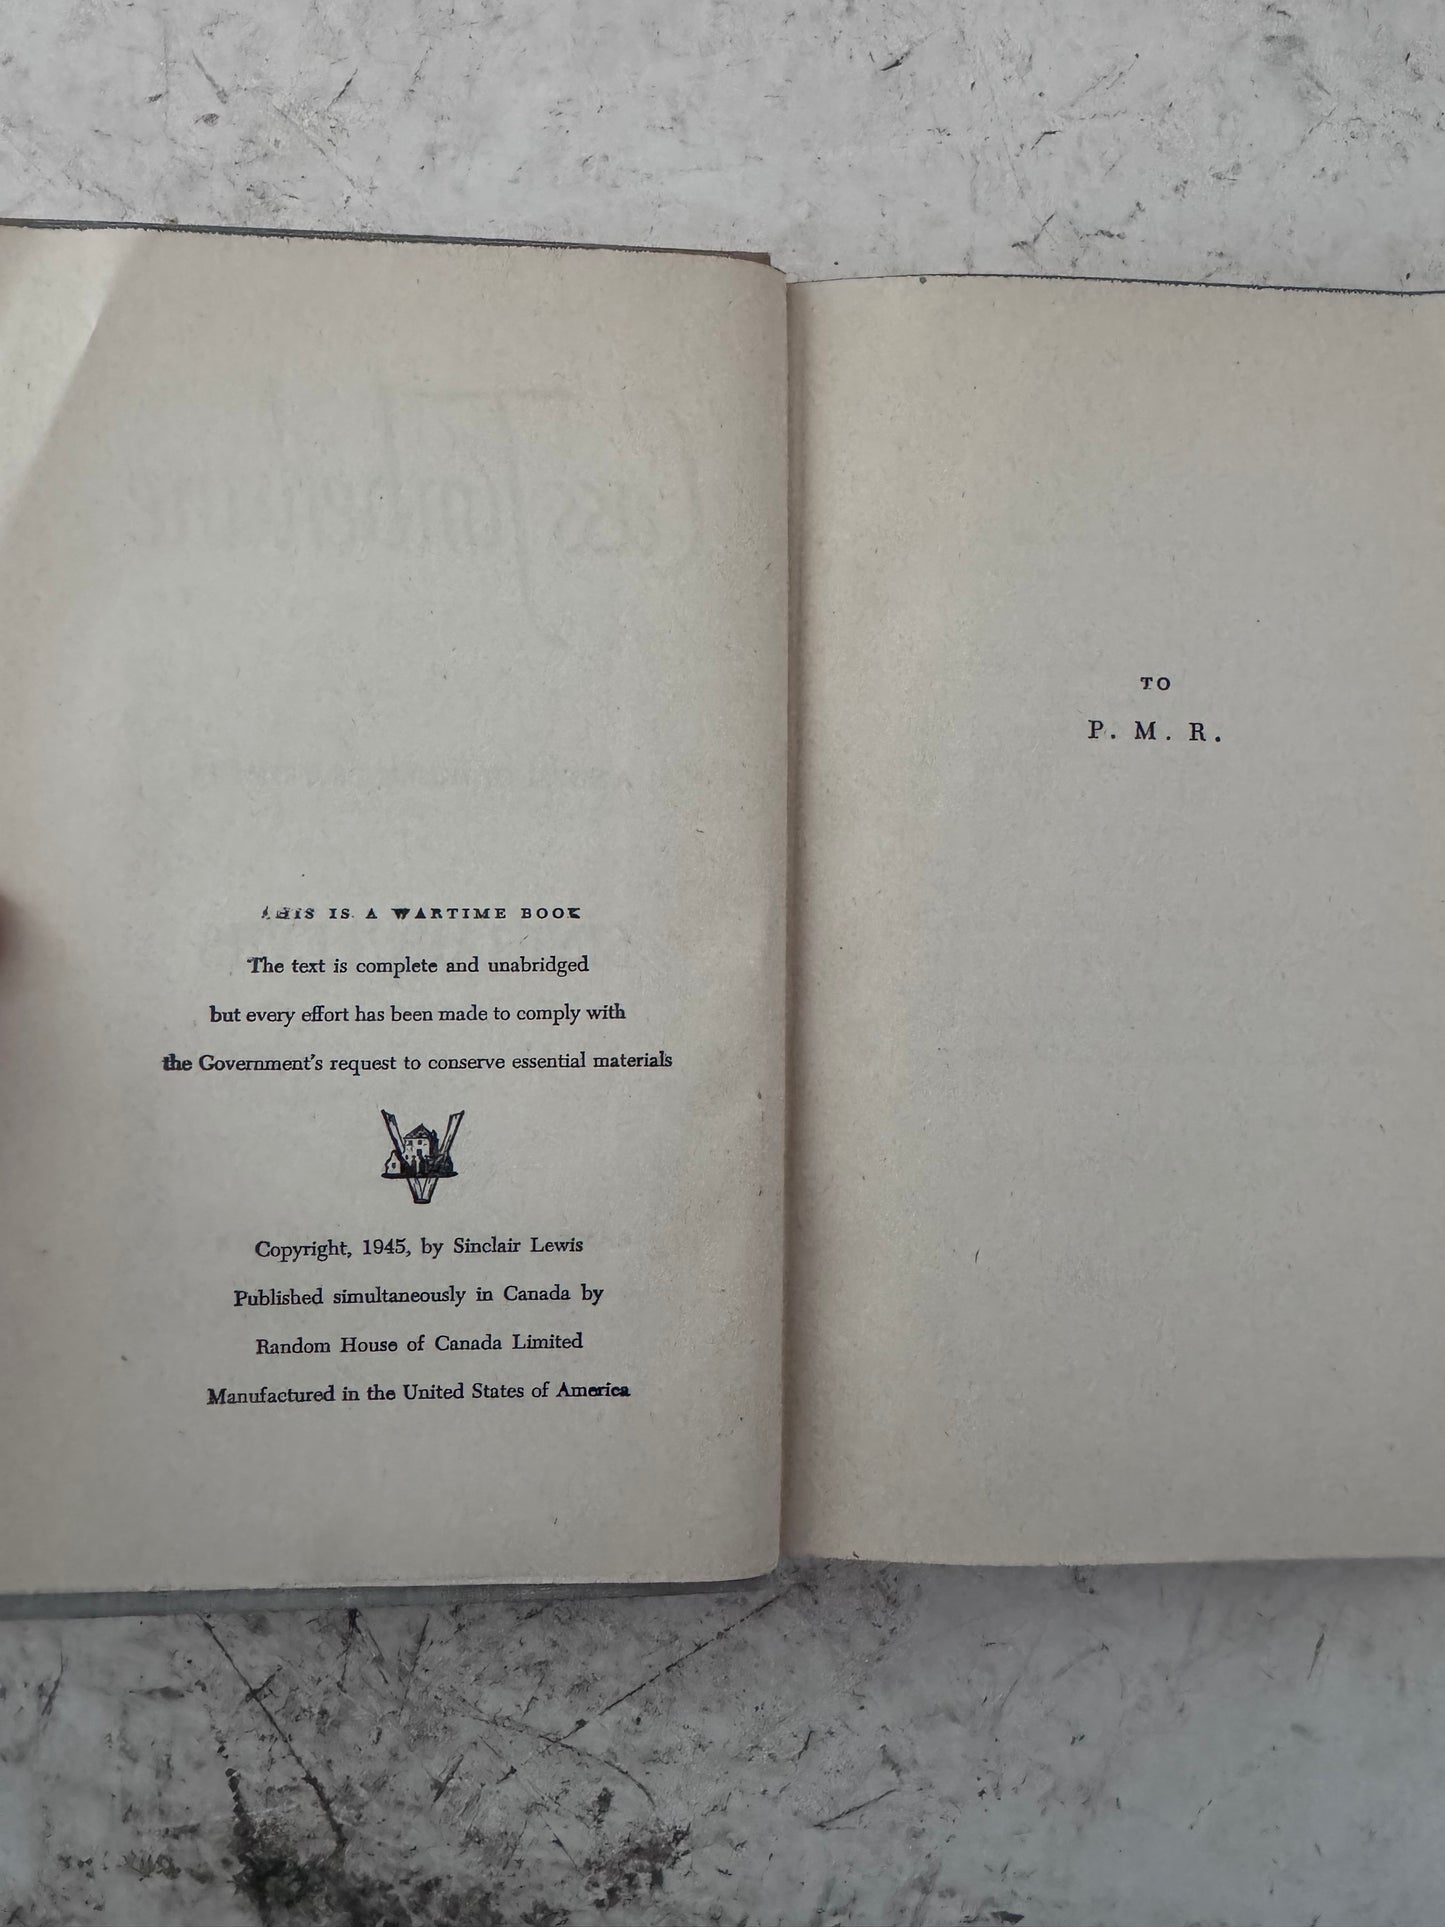 THIS IS A WARTIME BOOK
The text is complete and unabridged
but every effort has been made to comply with
the Government's request to conserve essential materials
Copyright, 1945, by Sinclair Lewis
Published simultaneously in Canada by
Random House of Canada Limited
Manufactured in the United States of America
TO
P. M. R.